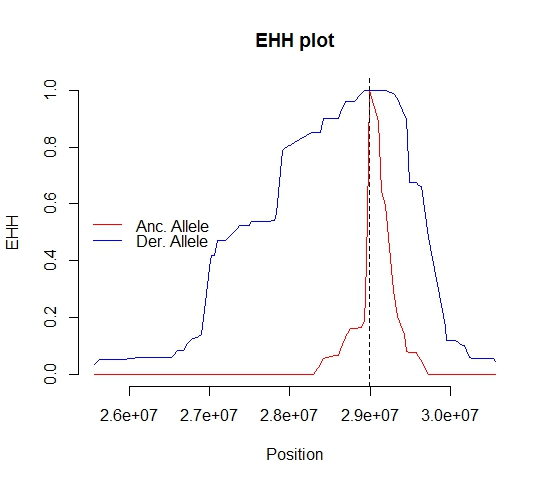 EHH plot
1.0
0.8
0.6
0.4
0.2
0.0
EHH
Anc. Allele
Der. Allele
2.6e+07 2.7e+07 2.8e+07 2.9e+07 3.0e+07
Position